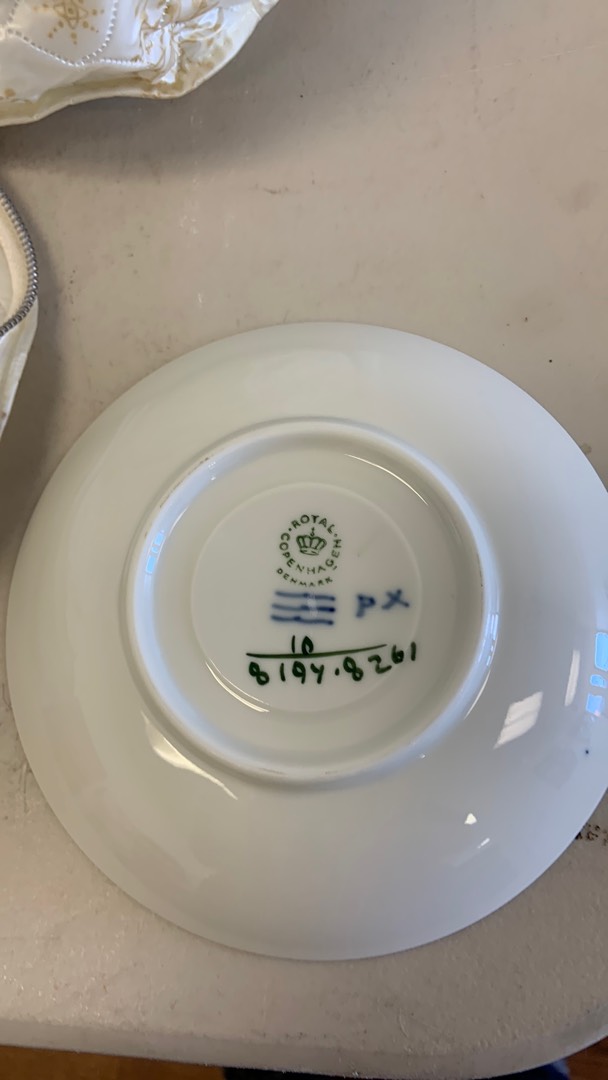 ROYAL
COPENHAGEN
DENMARK
PX
10
8194.8261